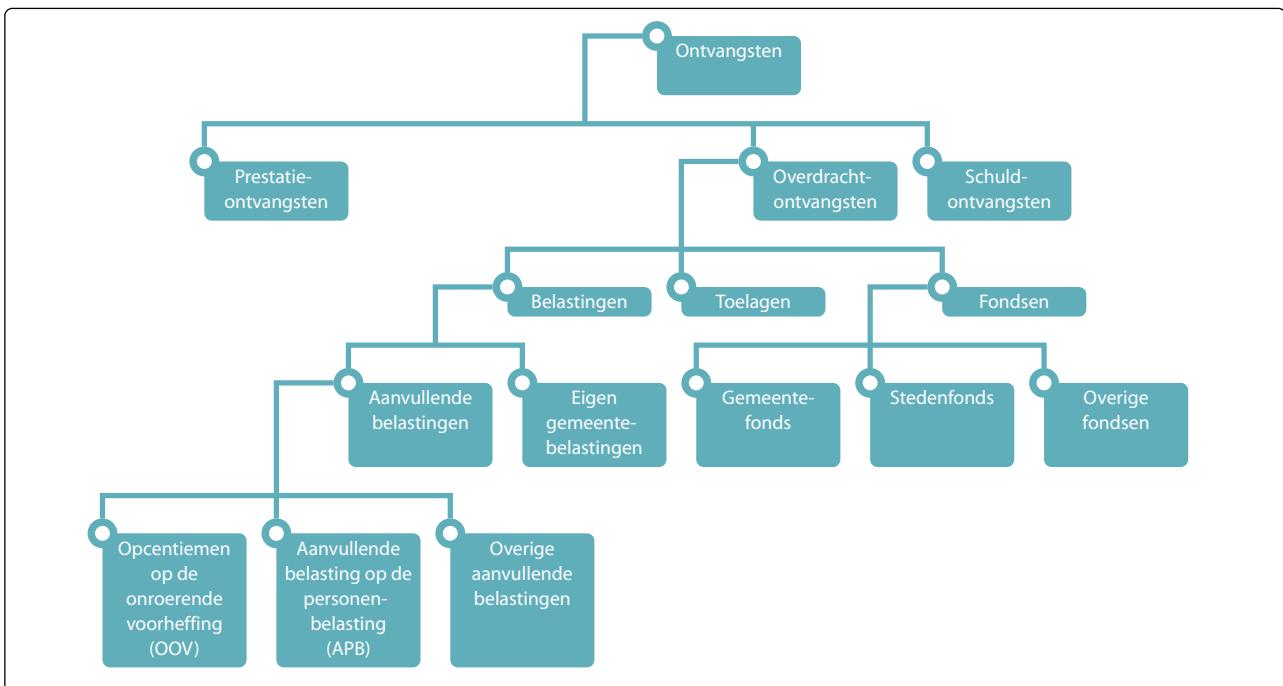 Ontvangsten
Prestatie-
ontvangsten
Overdracht-
ontvangsten
Schuld-
ontvangsten
Belastingen
Toelagen
Fondsen
Aanvullende
belastingen
Eigen
gemeente-
belastingen
Gemeente-
fonds
Stedenfonds
Overige
fondsen
Opcentiemen
op de
onroerende
voorheffing
(OOV)
Aanvullende
belasting op de
personen-
belasting
(APB)
Overige
aanvullende
belastingen